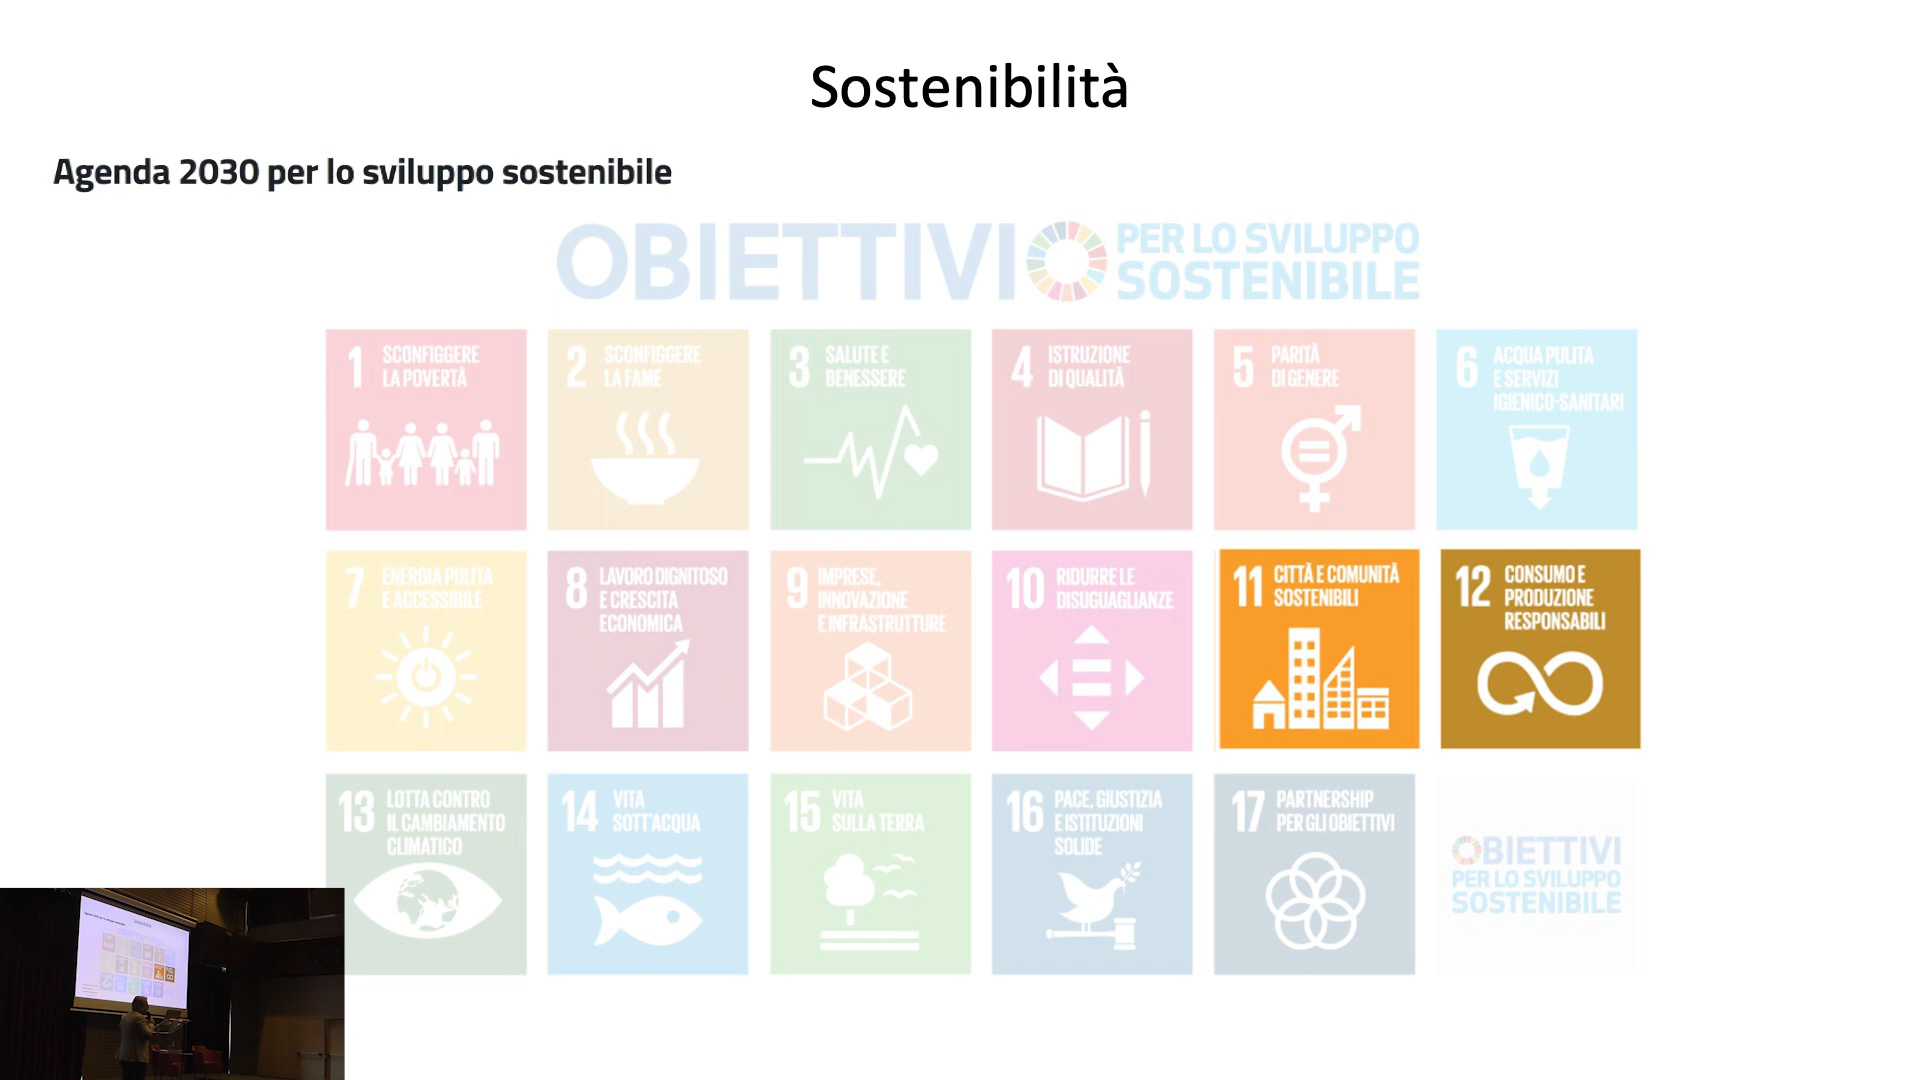 Sostenibilità
Agenda 2030 per lo sviluppo sostenibile
OBIETTIVI
PER LO SVILUPPO
SOSTENIBILE
1 SCONFIGGERE
LA POVERTÀ
2 SCONFIGGERE
LA FAME
3 SALUTE E
BENESSERE
4 ISTRUZIONE
DI QUALITÀ
5 PARITÀ
DI GENERE
6 ACQUA PULITA
E SERVIZI
IGIENICO-SANITARI
7 ENERGIA PULITA
E ACCESSIBILE
8 LAVORO DIGNITOSO
E CRESCITA
ECONOMICA
9 IMPRESE,
INNOVAZIONE
E INFRASTRUTTURE
10 RIDURRE LE
DISUGUAGLIANZE
11 CITTÀ E COMUNITÀ
SOSTENIBILI
12 CONSUMO E
PRODUZIONE
RESPONSABILI
13 LOTTA CONTRO
IL CAMBIAMENTO
CLIMATICO
14 VITA
SOTT'ACQUA
15 VITA
SULLA TERRA
16 PACE, GIUSTIZIA
E ISTITUZIONI
SOLIDE
17 PARTNERSHIP
PER GLI OBIETTIVI
OBIETTIVI
PER LO SVILUPPO
SOSTENIBILE